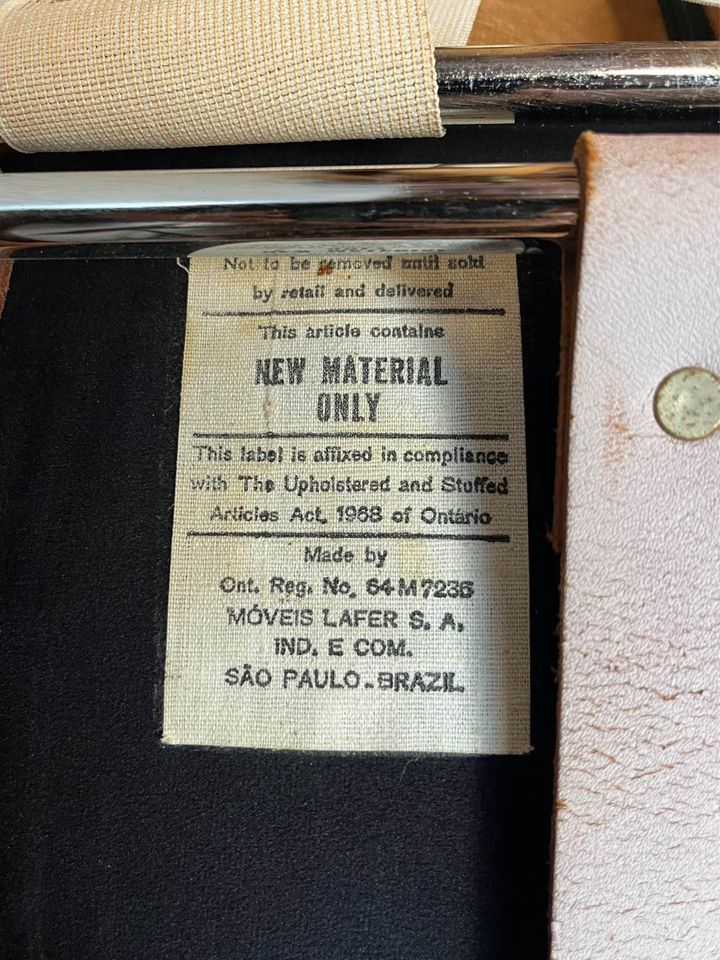 Not to be removed until sold
by retail and delivered
This article contains
NEW MATERIAL
ONLY
This label is affixed in compliance
with The Upholstered and Stuffed
Articles Act, 1968 of Ontário
Made by
Ont. Reg. No. 64M7236
MÓVEIS LAFER S. A.
IND. E COM.
SÃO PAULO-BRAZIL